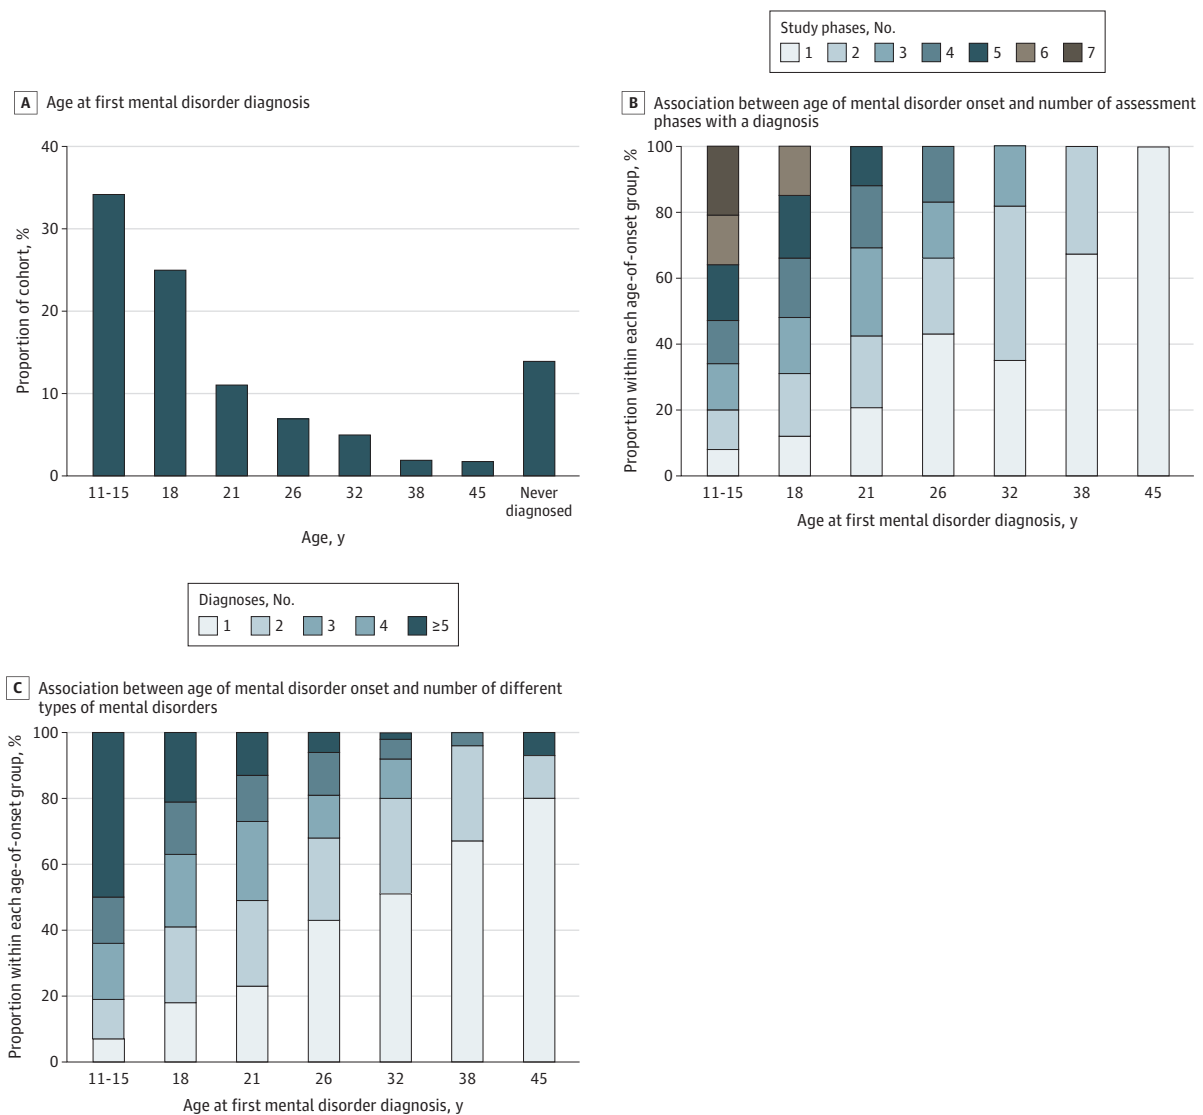 Study phases, No.
1 2 3 4 5 6 7
A Age at first mental disorder diagnosis
40
30
20
10
0
Proportion of cohort, %
11-15 18 21 26 32 38 45 Never
diagnosed
Age, y
B Association between age of mental disorder onset and number of assessment
phases with a diagnosis
100
80
60
40
20
0
Proportion within each age-of-onset group, %
11-15 18 21 26 32 38 45
Age at first mental disorder diagnosis, y
Diagnoses, No.
1 2 3 4 ≥5
C Association between age of mental disorder onset and number of different
types of mental disorders
100
80
60
40
20
0
Proportion within each age-of-onset group, %
11-15 18 21 26 32 38 45
Age at first mental disorder diagnosis, y